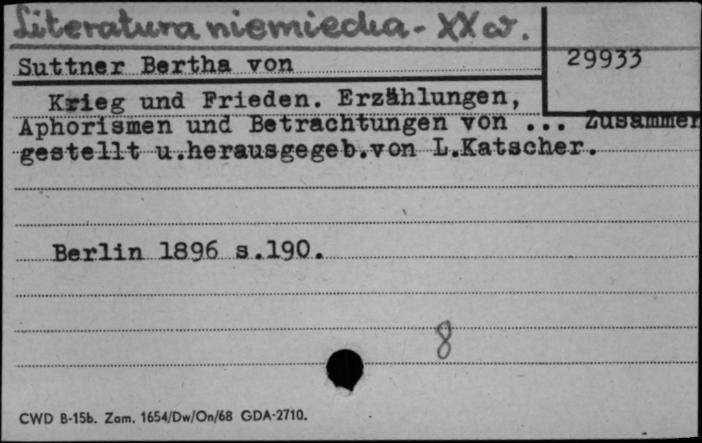 Literatura niemiecka - XX w.
Suttner Bertha von
29933
Krieg und Frieden. Erzählungen,
Aphorismen und Betrachtungen von ... Zusammen
gestellt u.herausgegeb.von L.Katscher.
Berlin 1896 s.190.
8
CWD B-15b. Zam. 1654/Dw/On/68 GDA-2710.